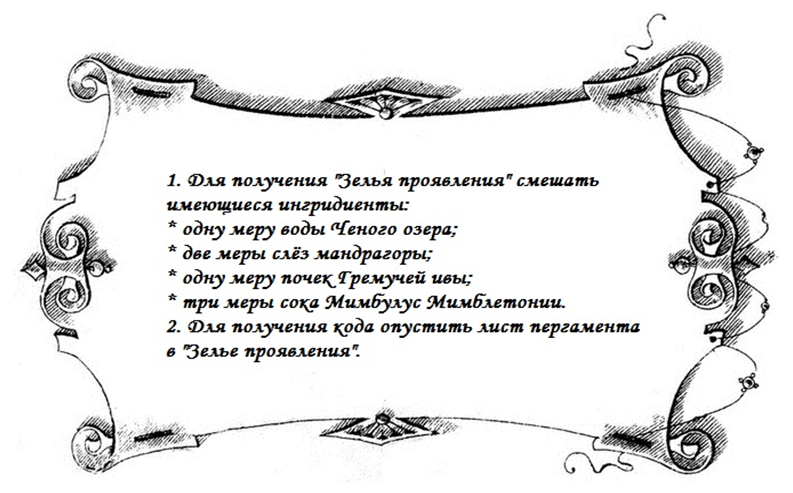 1. Для получения "Зелья проявления" смешать
имеющиеся ингридиенты:
* одну меру воды Ченого озера;
* две меры слёз мандрагоры;
* одну меру почек Гремучей ивы;
* три меры сока Мимбулус Мимблетонии.
2. Для получения кода опустить лист пергамента
в "Зелье проявления".